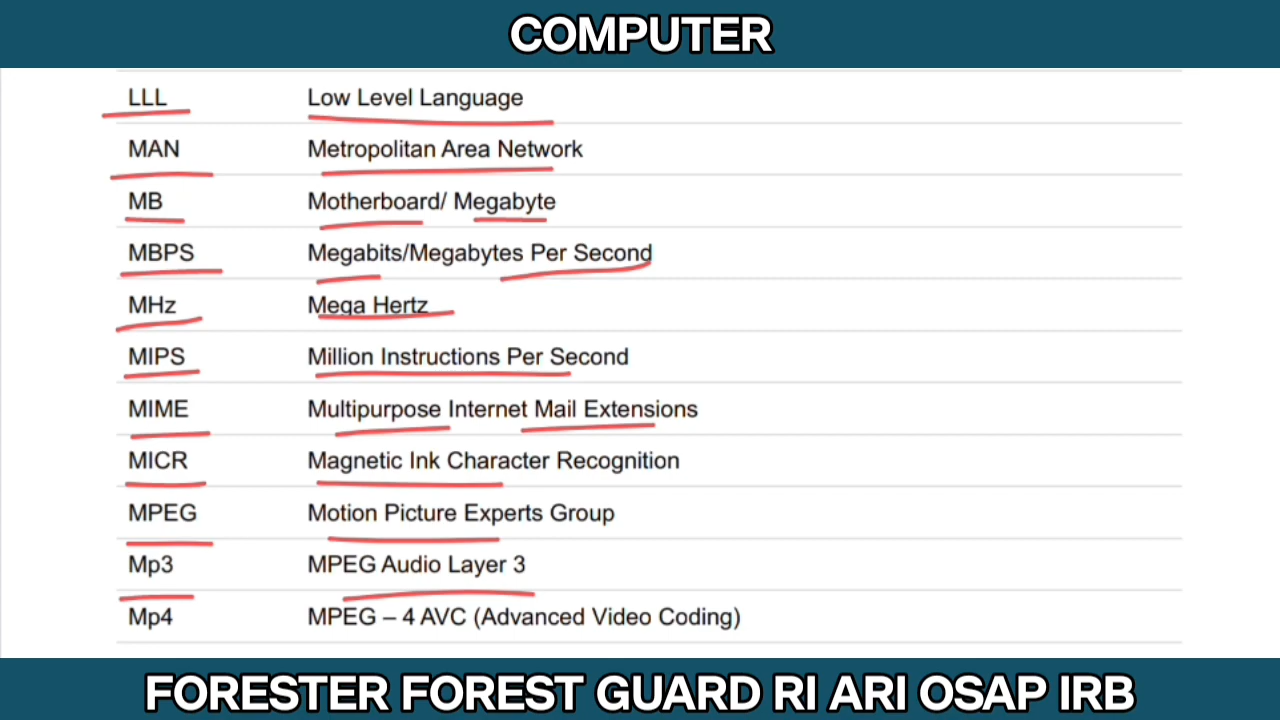 COMPUTER
LLL Low Level Language
MAN Metropolitan Area Network
MB Motherboard/ Megabyte
MBPS Megabits/Megabytes Per Second
MHz Mega Hertz
MIPS Million Instructions Per Second
MIME Multipurpose Internet Mail Extensions
MICR Magnetic Ink Character Recognition
MPEG Motion Picture Experts Group
Mp3 MPEG Audio Layer 3
Mp4 MPEG – 4 AVC (Advanced Video Coding)
FORESTER FOREST GUARD RI ARI OSAP IRB